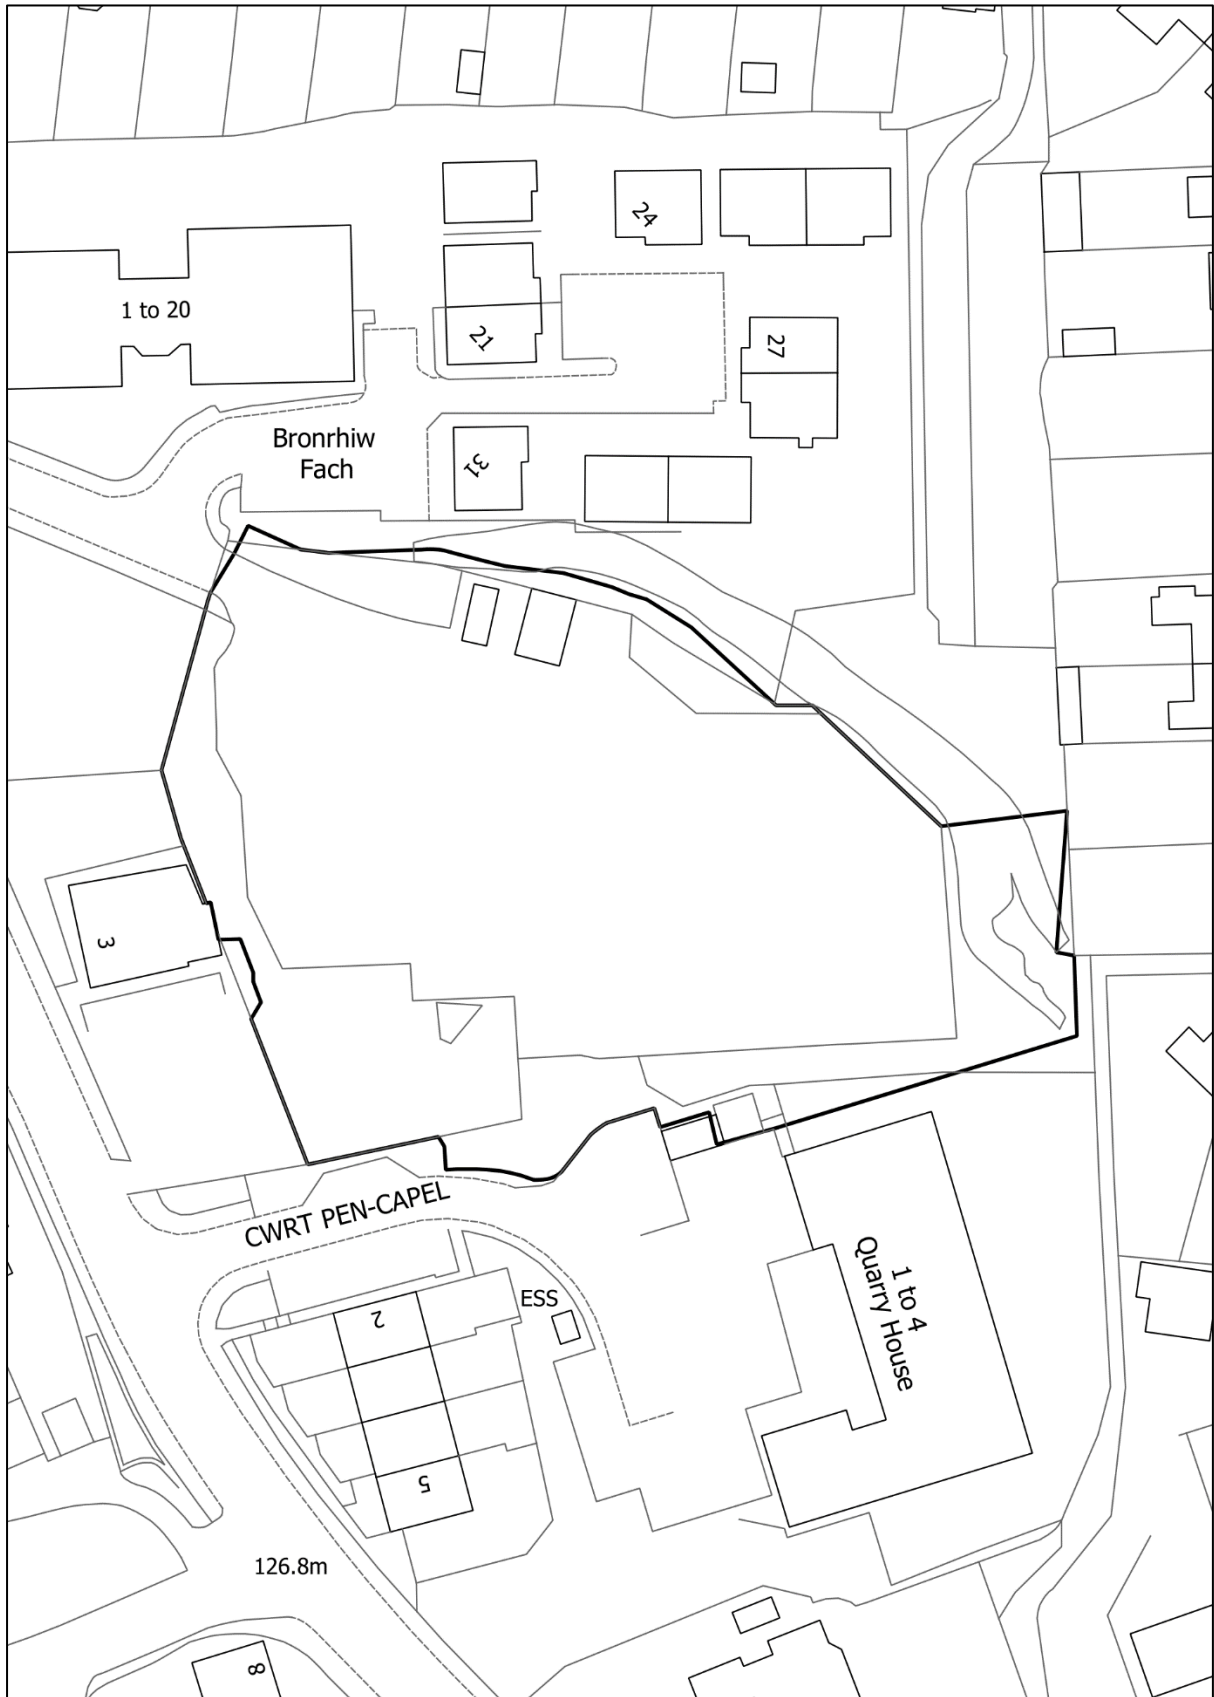 24
1 to 20
21
27
Bronrhiw
Fach
31
3
CWRT PEN-CAPEL
1 to 4
Quarry House
ESS
2
5
126.8m
8